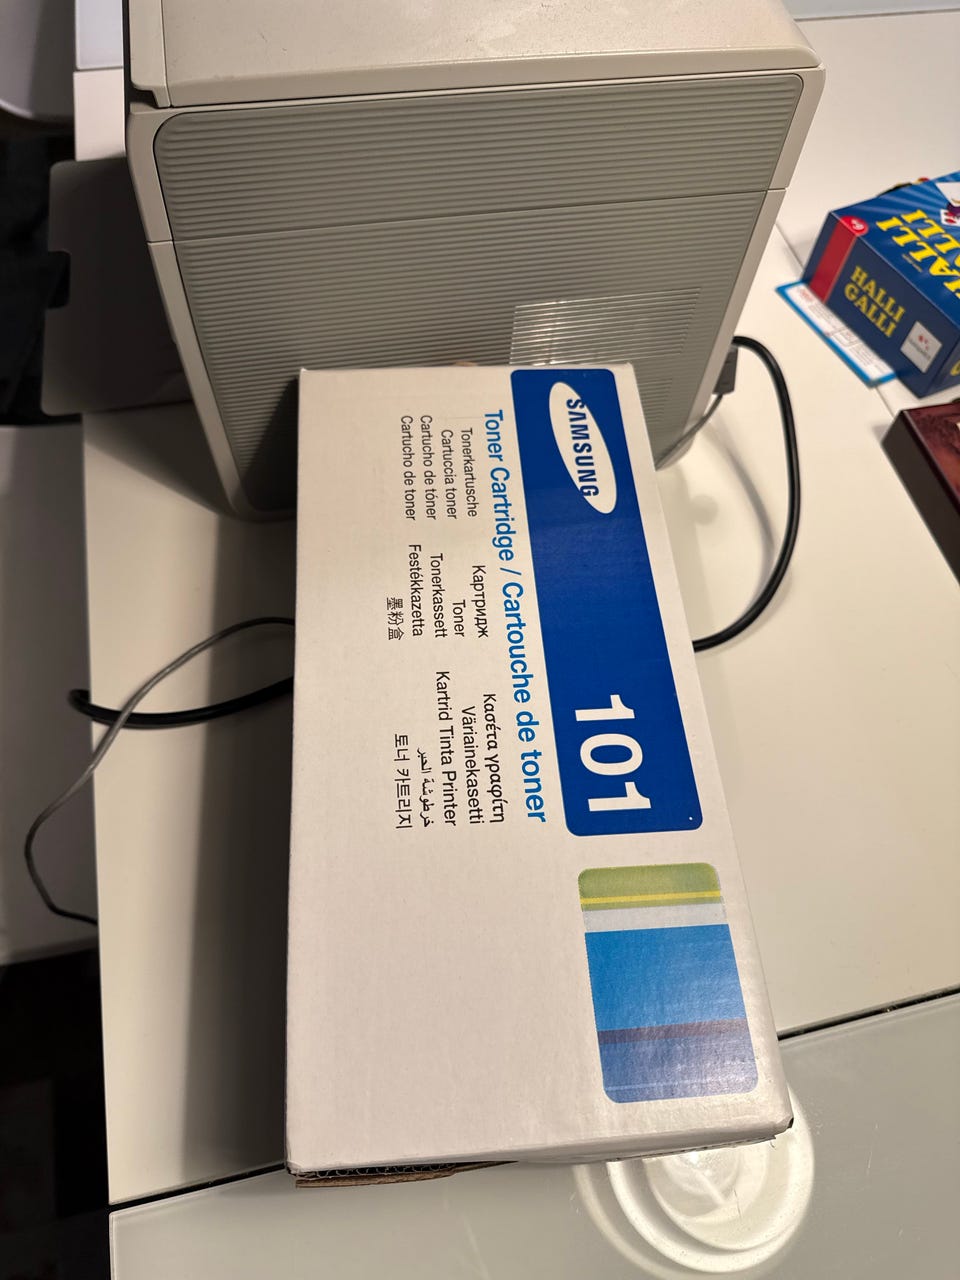 SAMSUNG
101
Toner Cartridge / Cartouche de toner
Tonerkartusche
Cartuccia toner
Cartucho de tóner
Cartucho de toner
Картридж
Toner
Tonerkassett
Festékkazetta
墨粉盒
Κασέτα γραφίτη
Väriainekasetti
Kartrid Tinta Printer
خرطوشة الحبر
토너 카트리지
HALLI
GALLI
HALLI
GALLI